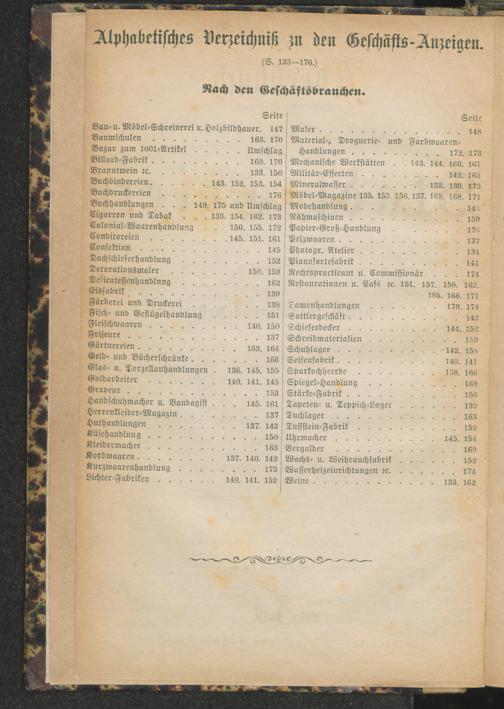 Alphabetisches Verzeichniß zu den Geschäfts-Anzeigen.
(S. 133—176.)
Nach den Geschäftsbranchen.
Seite
Bau- u. Möbel-Schreinerei u. Holzbildhauer. 147
Baumschulen . . . . . 163. 170
Bazar zum 1001-Artikel . . . . Umschlag
Billard-Fabrik . . . . . 169. 170
Branntwein ꝛc. . . . . . 133. 150
Buchbindereien. . . . . 143. 152. 153. 154
Buchdruckereien . . . . . 176
Buchhandlungen . . 149. 175 und Umschlag
Cigarren und Tabak . . . 133. 154. 162. 173
Colonial-Waarenhandlung . . . 150. 155. 172
Conditoreien . . . . . 145. 151. 161
Confektion . . . . . 145
Dachschieferhandlung . . . . . 152
Decorationsmaler . . . . . 150. 159
Delicatessenhandlung . . . . . 162
Eisfabrik . . . . . 139
Färberei und Druckerei . . . . . 138
Fisch- und Geflügelhandlung . . . . . 151
Fleischwaaren . . . . . 140. 150
Friseure . . . . . 137
Gärtnereien . . . . . 163. 164
Geld- und Bücherschränke . . . . . 166
Glas- u. Porzellanhandlungen . 136. 145. 155
Goldarbeiter . . . . . 140. 141. 145
Graveur . . . . . 153
Handschuhmacher u. Bandagist . . . 145. 161
Herrenkleider-Magazin . . . . . 137
Huthandlungen . . . . . 137. 142
Käsehandlung . . . . . 150
Kleidermacher . . . . . 163
Korbwaaren . . . . . 137. 140. 142
Kurzwaarenhandlung . . . . . 173
Lichter-Fabriken . . . . . 140. 141. 152
Seite
Maler . . . . . 148
Material-, Droguerie- und Farbwaaren-
Handlungen . . . . . 172. 173
Mechanische Werkstätten . . 143. 144. 160. 167
Militär-Effecten . . . . . 142. 163
Mineralwasser . . . . . 133. 139. 173
Möbel-Magazine 135. 153. 156. 157. 165. 168. 171
Modehandlung . . . . . 145
Nähmaschinen . . . . . 159
Papier-Groß-Handlung . . . . . 176
Pelzwaaren . . . . . 137
Photogr. Atelier . . . . . 134
Pianofortefabrik . . . . . 141
Rechtspracticant u. Commissionär . . . . 174
Restaurationen u. Café ꝛc. 151. 157. 158. 162.
165. 168. 171
Samenhandlungen . . . . . 170. 174
Sattlergeschäft . . . . . 142
Schieferdecker . . . . . 144. 152
Schreibmaterialien . . . . . 159
Schuhlager . . . . . 142. 159
Seifenfabrik . . . . . 140. 141
Sparkochheerde . . . . . 138. 166
Spiegel-Handlung . . . . . 169
Stärke-Fabrik . . . . . 156
Tapeten- u. Teppich-Lager . . . . . 139
Tuchlager . . . . . 163
Tuffstein-Fabrik . . . . . 152
Uhrmacher . . . . . 145. 154
Vergolder . . . . . 169
Wachs- u. Weihrauchfabrik . . . . . 152
Wasserheizeinrichtungen ꝛc. . . . . . 174
Weine . . . . . 133. 162